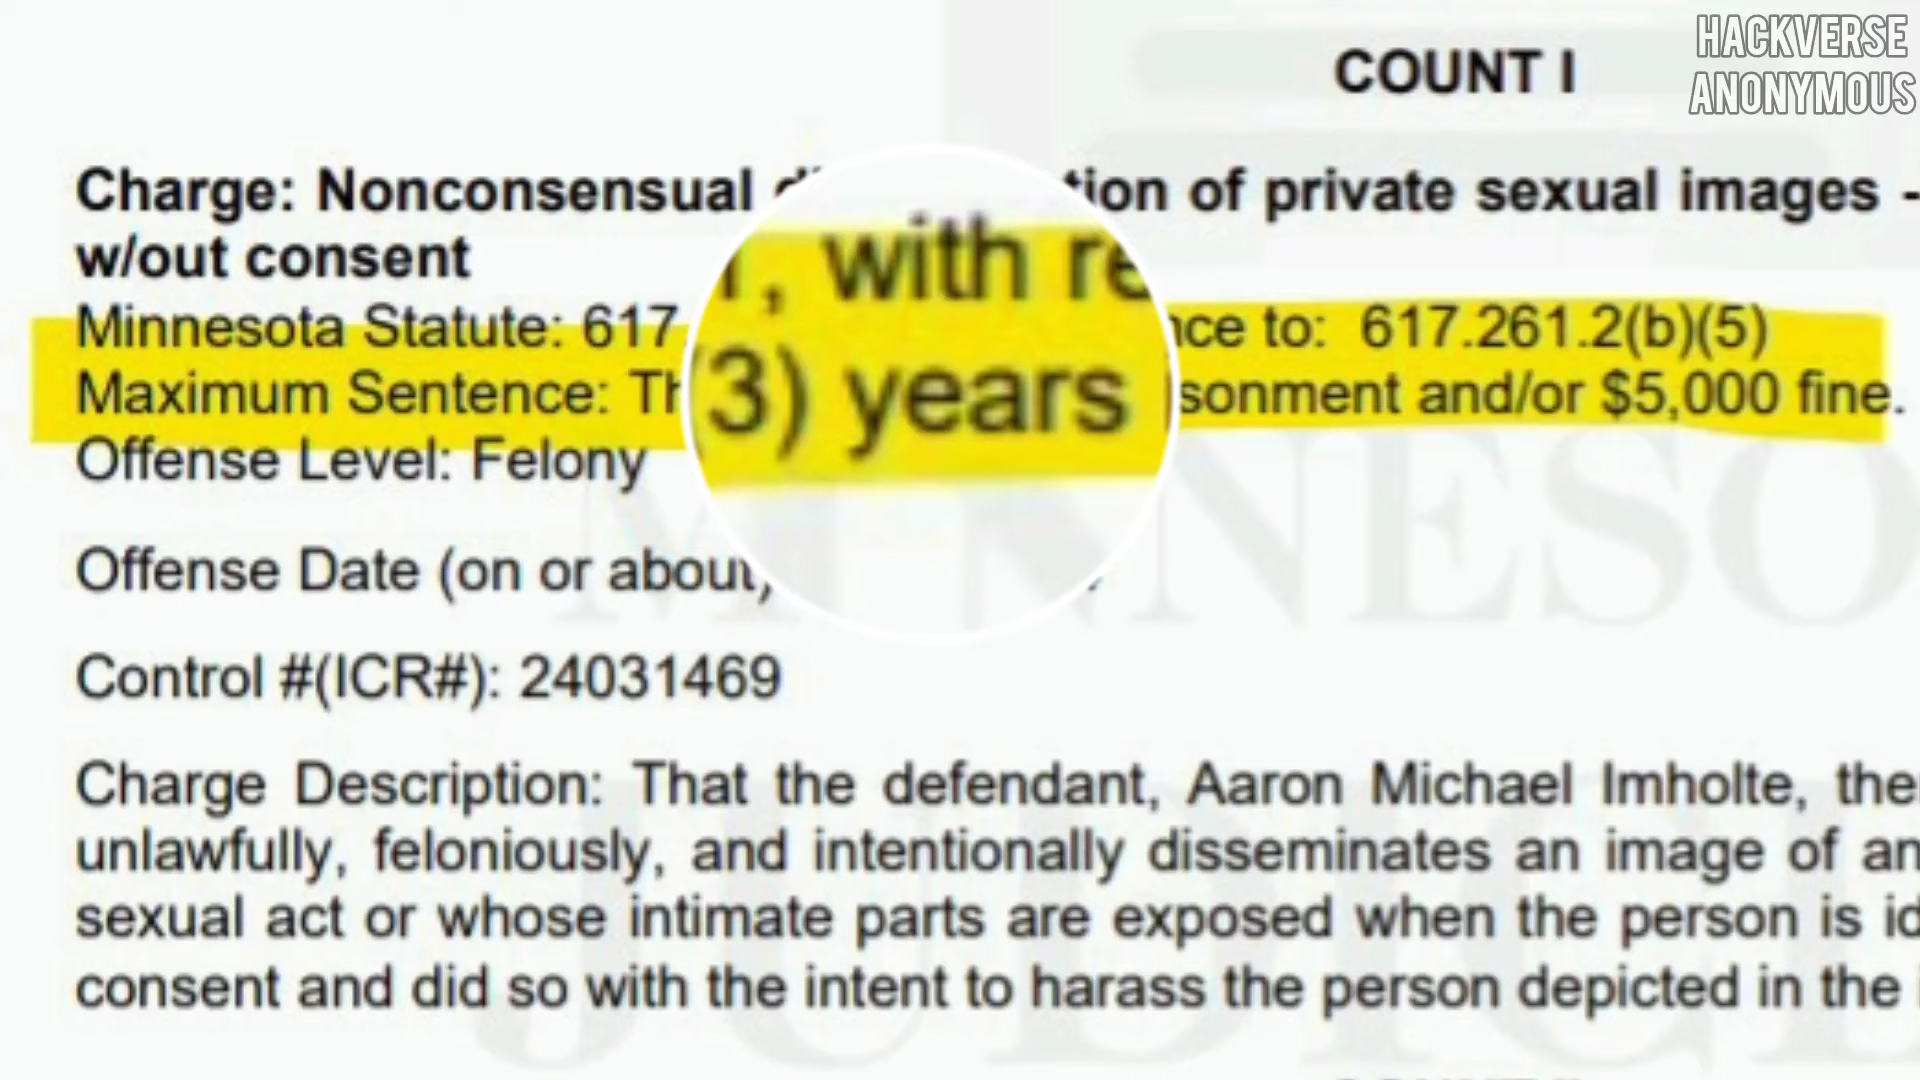 HACKVERSE
ANONYMOUS
COUNT I
Charge: Nonconsensual tion of private sexual images -
w/out consent
Minnesota Statute: 617. nce to: 617.261.2(b)(5)
, with re
Maximum Sentence: Th sonment and/or $5,000 fine.
(3) years
Offense Level: Felony
Offense Date (on or about)
Control #(ICR#): 24031469
Charge Description: That the defendant, Aaron Michael Imholte, the
unlawfully, feloniously, and intentionally disseminates an image of an
sexual act or whose intimate parts are exposed when the person is id
consent and did so with the intent to harass the person depicted in the
MINNESO
JUDICI